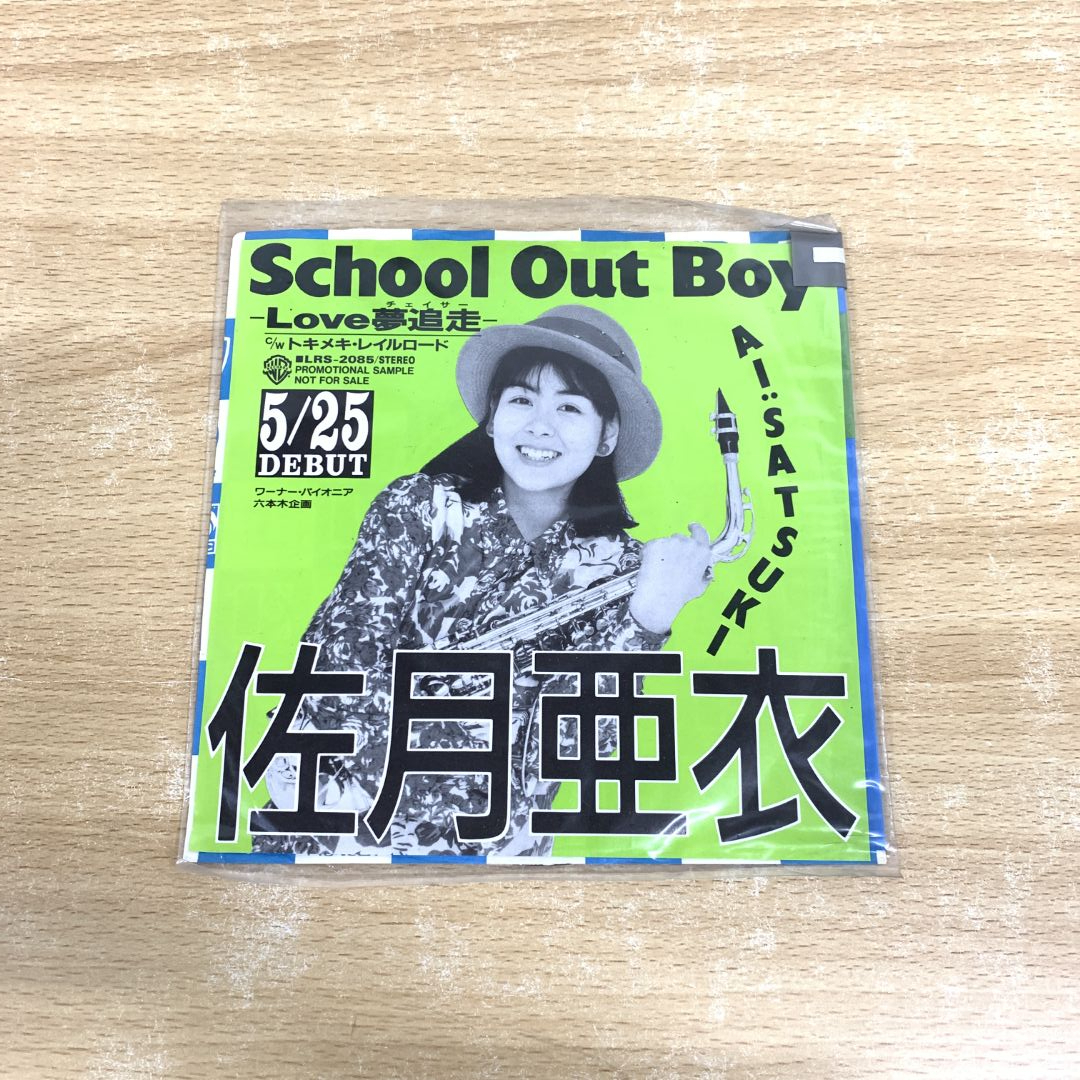 School Out Boy
チェイサー
-Love夢追走-
c/wトキメキ・レイルロード
■LRS-2085/STEREO
PROMOTIONAL SAMPLE
NOT FOR SALE
5/25
DEBUT
ワーナー・パイオニア
六本木企画
AI:SATSUKI
佐月亜衣